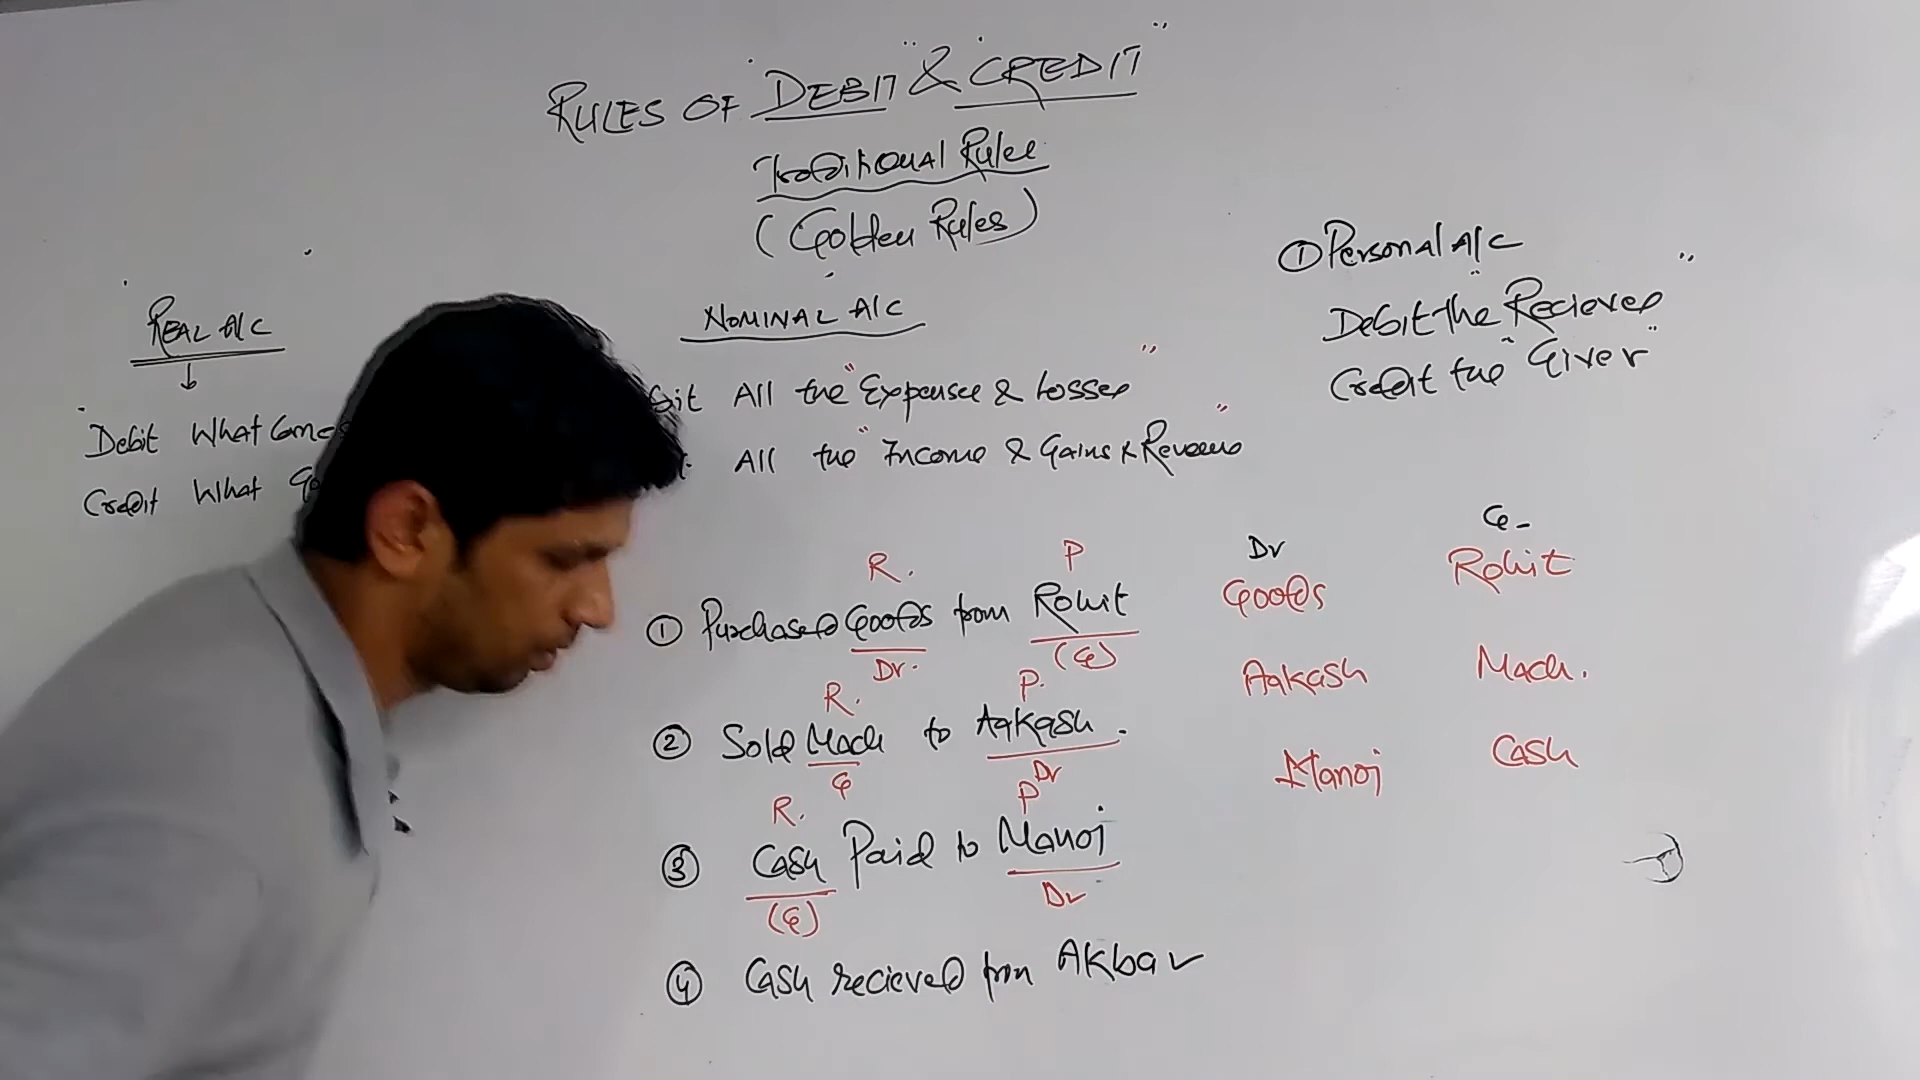 RULES OF "DEBIT" & "CREDIT"
Traditional Rules
(Golden Rules)
REAL A/C
Debit What Comes
Credit What Go
NOMINAL A/C
bit All the "Expenses & Losses"
All the "Income & Gains & Revenue"
① Personal A/C
Debit the "Reciever"
Credit the "Giver"
Dr Cr
R. P
① Purchased Goods from Rohit Goods Rohit
Dr. (Cr)
R. P.
② Sold Mach to Aakash. Aakash Mach.
Cr Dr
R. P
③ Cash Paid to Manoj Manoj Cash
(Cr) Dr
④ Cash recieved from Akbar